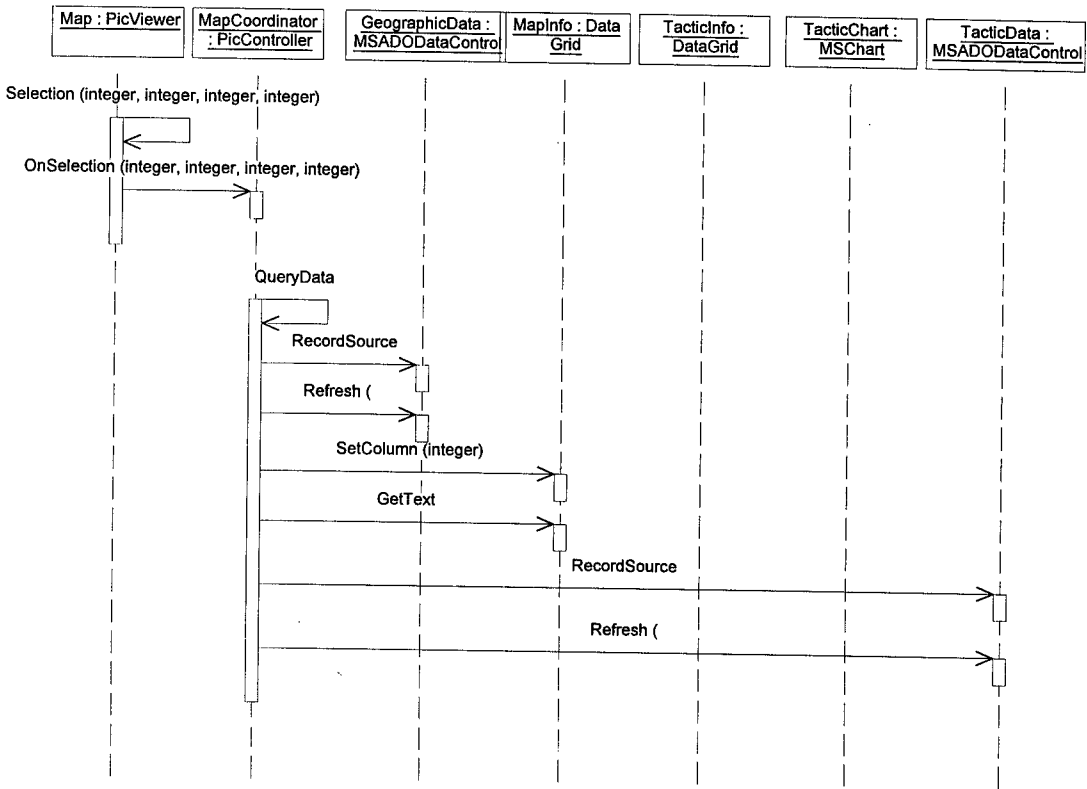 Map : PicViewer
MapCoordinator
: PicController
GeographicData :
MSADODataControl
MapInfo : Data
Grid
TacticInfo :
DataGrid
TacticChart :
MSChart
TacticData :
MSADODataControl
Selection (integer, integer, integer, integer)
OnSelection (integer, integer, integer, integer)
QueryData
RecordSource
Refresh (
SetColumn (integer)
GetText
RecordSource
Refresh (